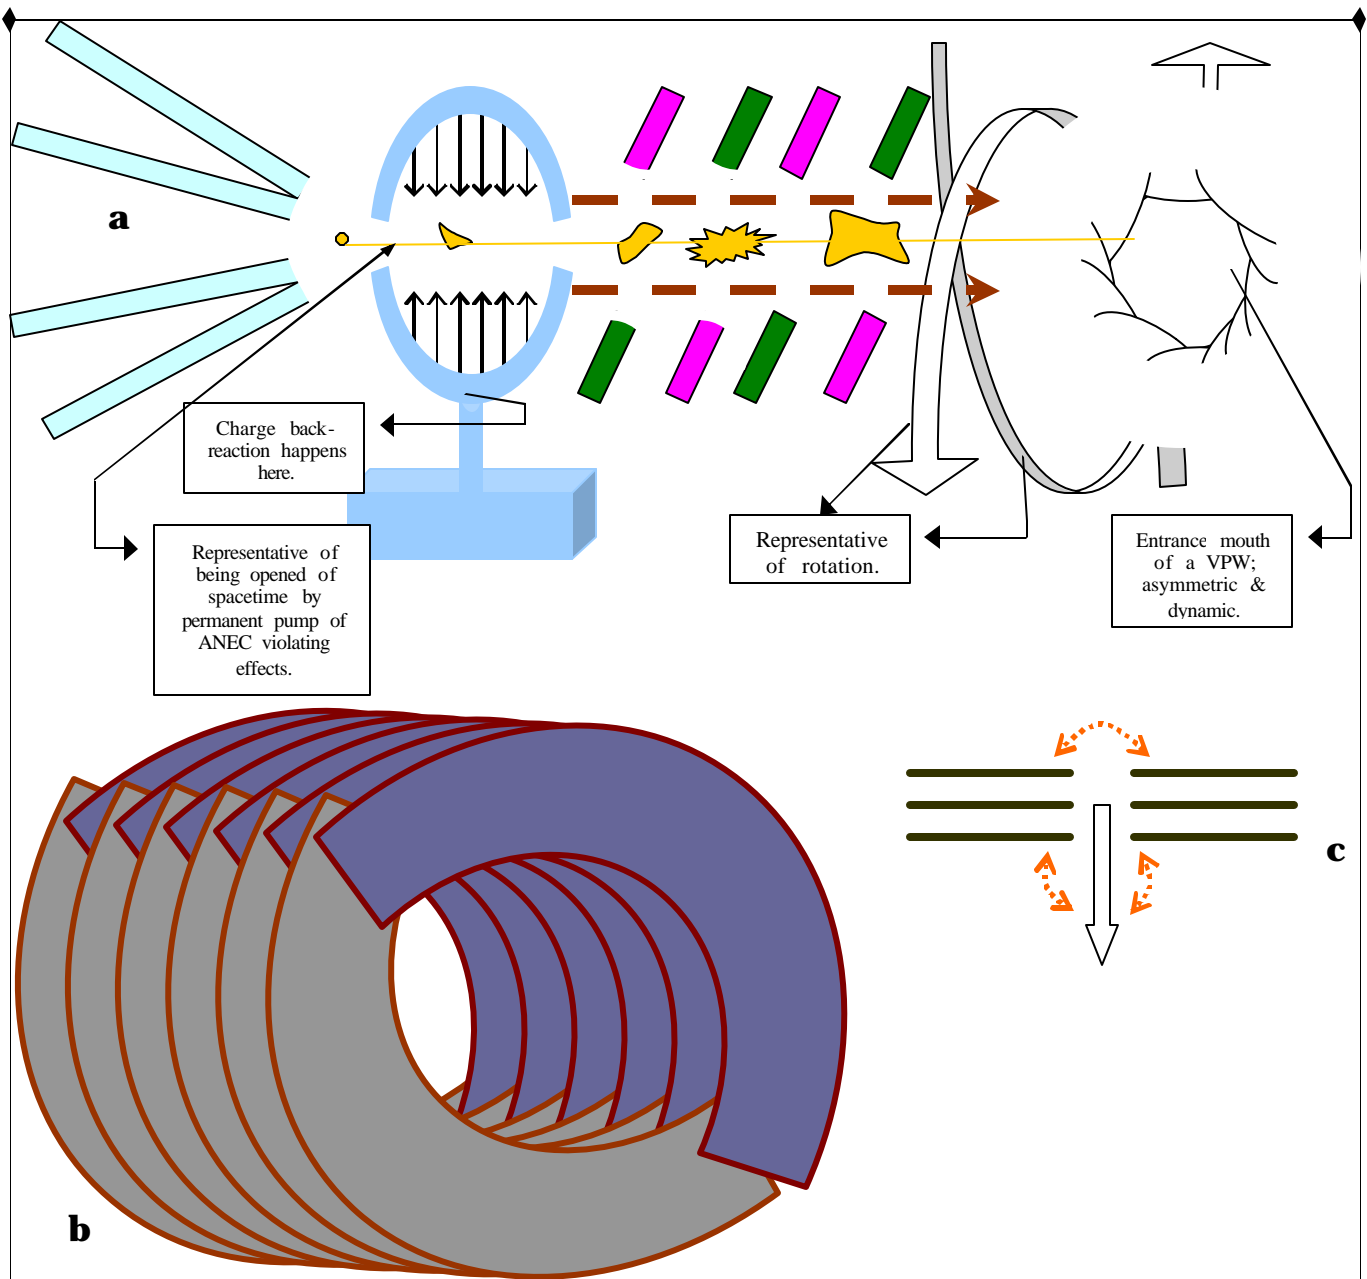 a
Charge back-
reaction happens
here.
Representative of
being opened of
spacetime by
permanent pump of
ANEC violating
effects.
Representative
of rotation.
Entrance mouth
of a VPW;
asymmetric &
dynamic.
b
c